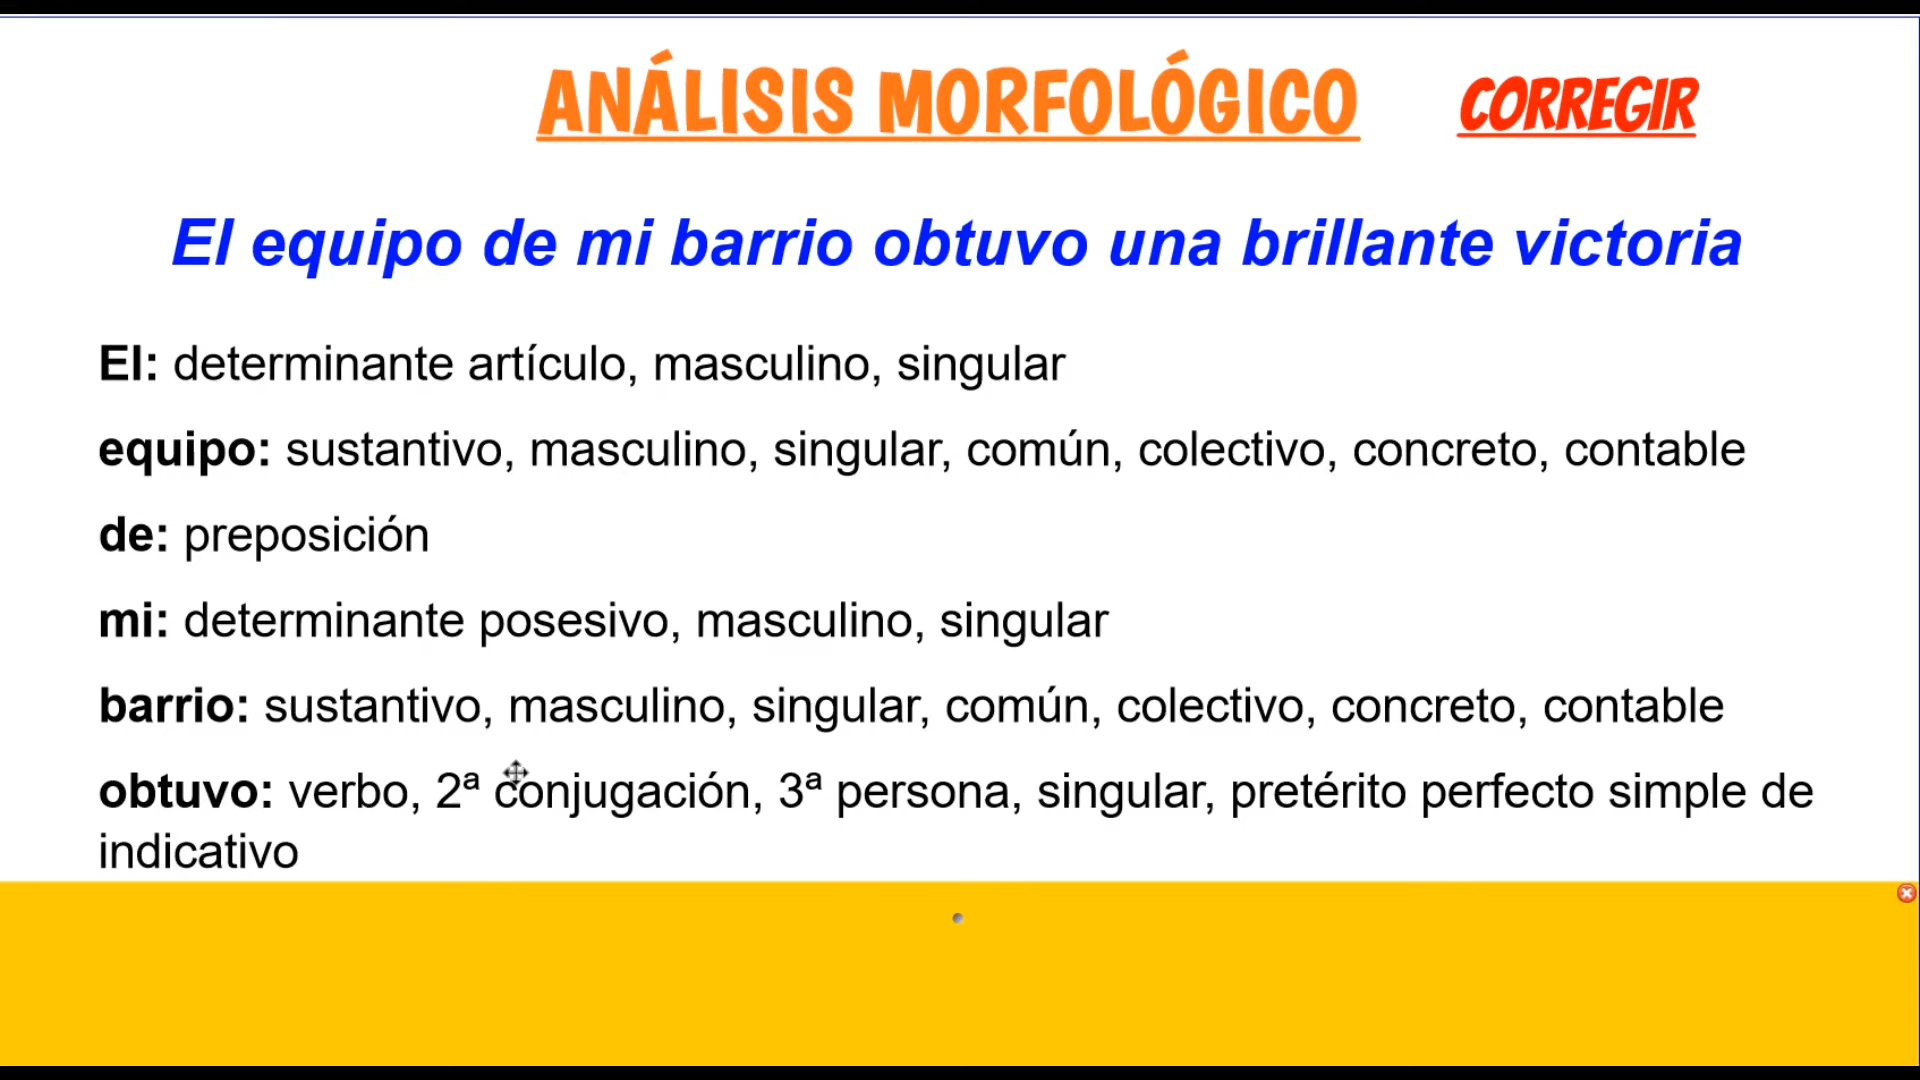 ANÁLISIS MORFOLÓGICO CORREGIR
El equipo de mi barrio obtuvo una brillante victoria
El: determinante artículo, masculino, singular
equipo: sustantivo, masculino, singular, común, colectivo, concreto, contable
de: preposición
mi: determinante posesivo, masculino, singular
barrio: sustantivo, masculino, singular, común, colectivo, concreto, contable
obtuvo: verbo, 2ª conjugación, 3ª persona, singular, pretérito perfecto simple de
indicativo